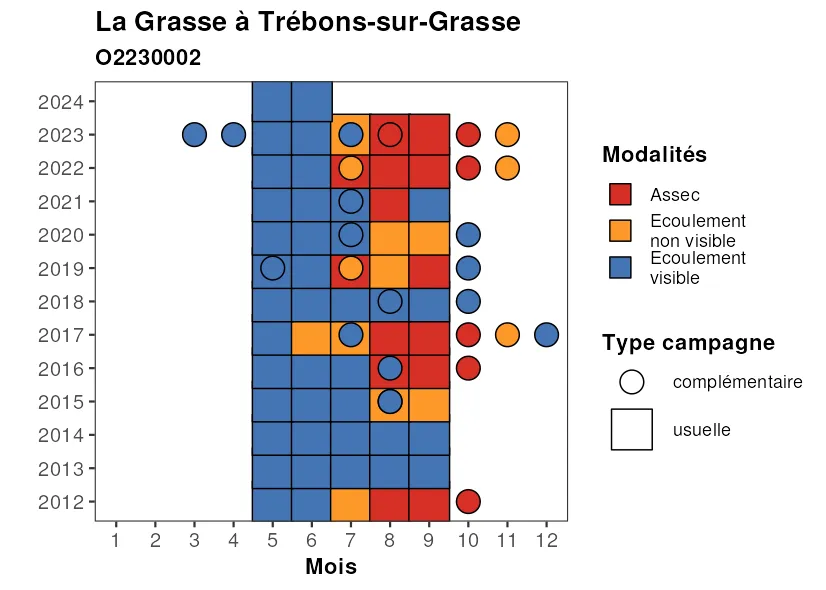 La Grasse à Trébons-sur-Grasse
O2230002
2024
2023
2022
2021
2020
2019
2018
2017
2016
2015
2014
2013
2012
1 2 3 4 5 6 7 8 9 10 11 12
Mois
Modalités
Assec
Ecoulement
non visible
Ecoulement
visible
Type campagne
complémentaire
usuelle